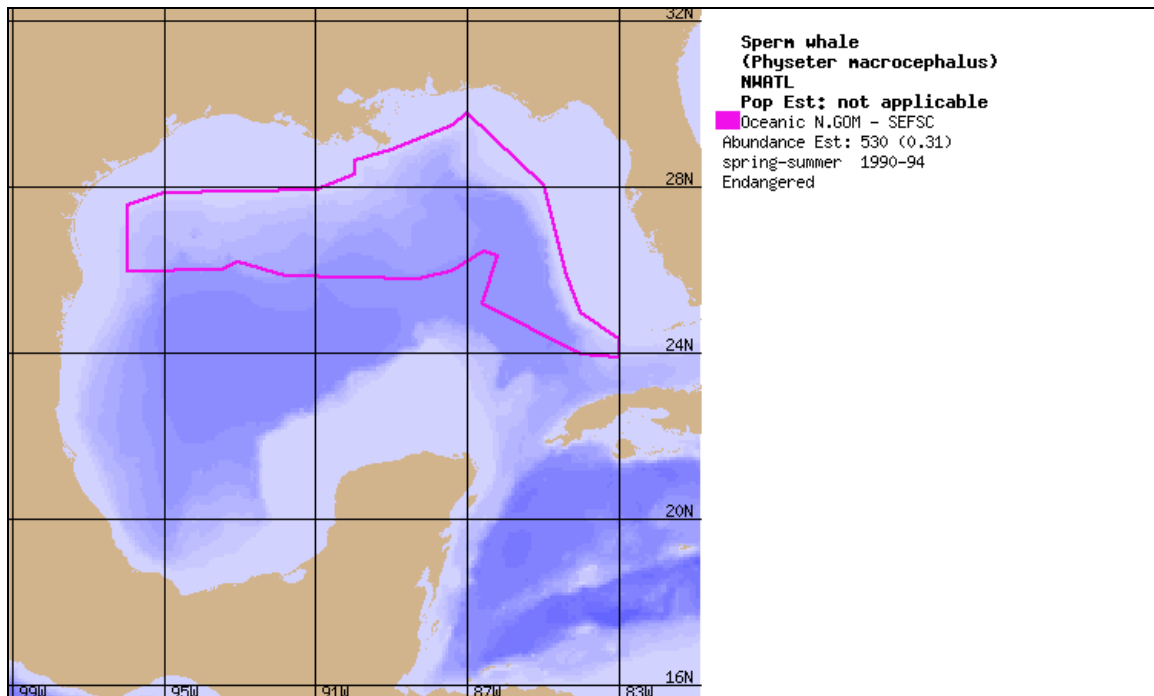 Sperm whale
(Physeter macrocephalus)
NWATL
Pop Est: not applicable
Oceanic N.GOM - SEFSC
Abundance Est: 530 (0.31)
spring-summer 1990-94
Endangered
32N
28N
24N
20N
16N
99W 95W 91W 87W 83W